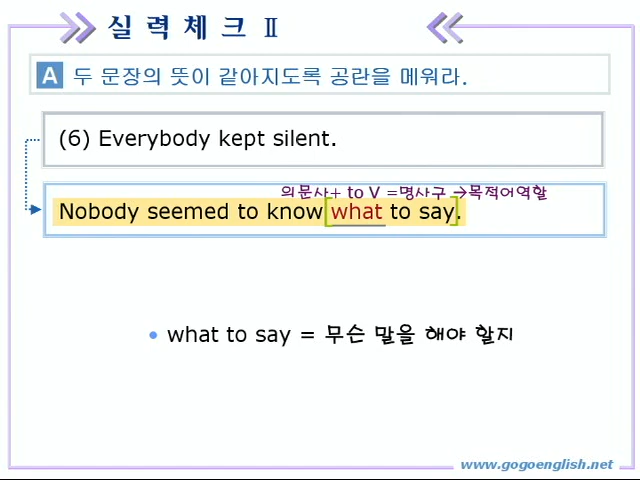 실 력 체 크 Ⅱ
A 두 문장의 뜻이 같아지도록 공란을 메워라.
(6) Everybody kept silent.
의문사+ to V =명사구 →목적어역할
Nobody seemed to know [what to say].
• what to say = 무슨 말을 해야 할지
www.gogoenglish.net